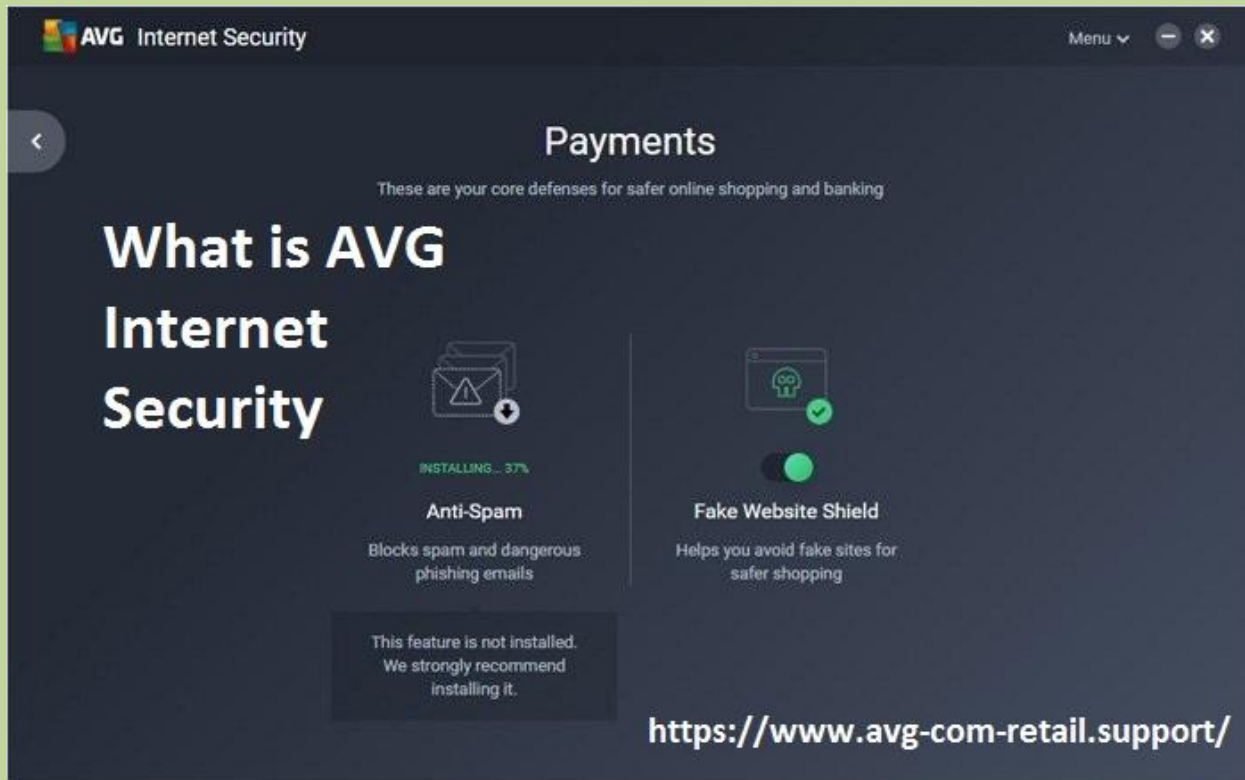 AVG Internet Security
Menu
Payments
These are your core defenses for safer online shopping and banking
What is AVG
Internet
Security
INSTALLING... 37%
Anti-Spam
Blocks spam and dangerous
phishing emails
This feature is not installed.
We strongly recommend
installing it.
Fake Website Shield
Helps you avoid fake sites for
safer shopping
https://www.avg-com-retail.support/